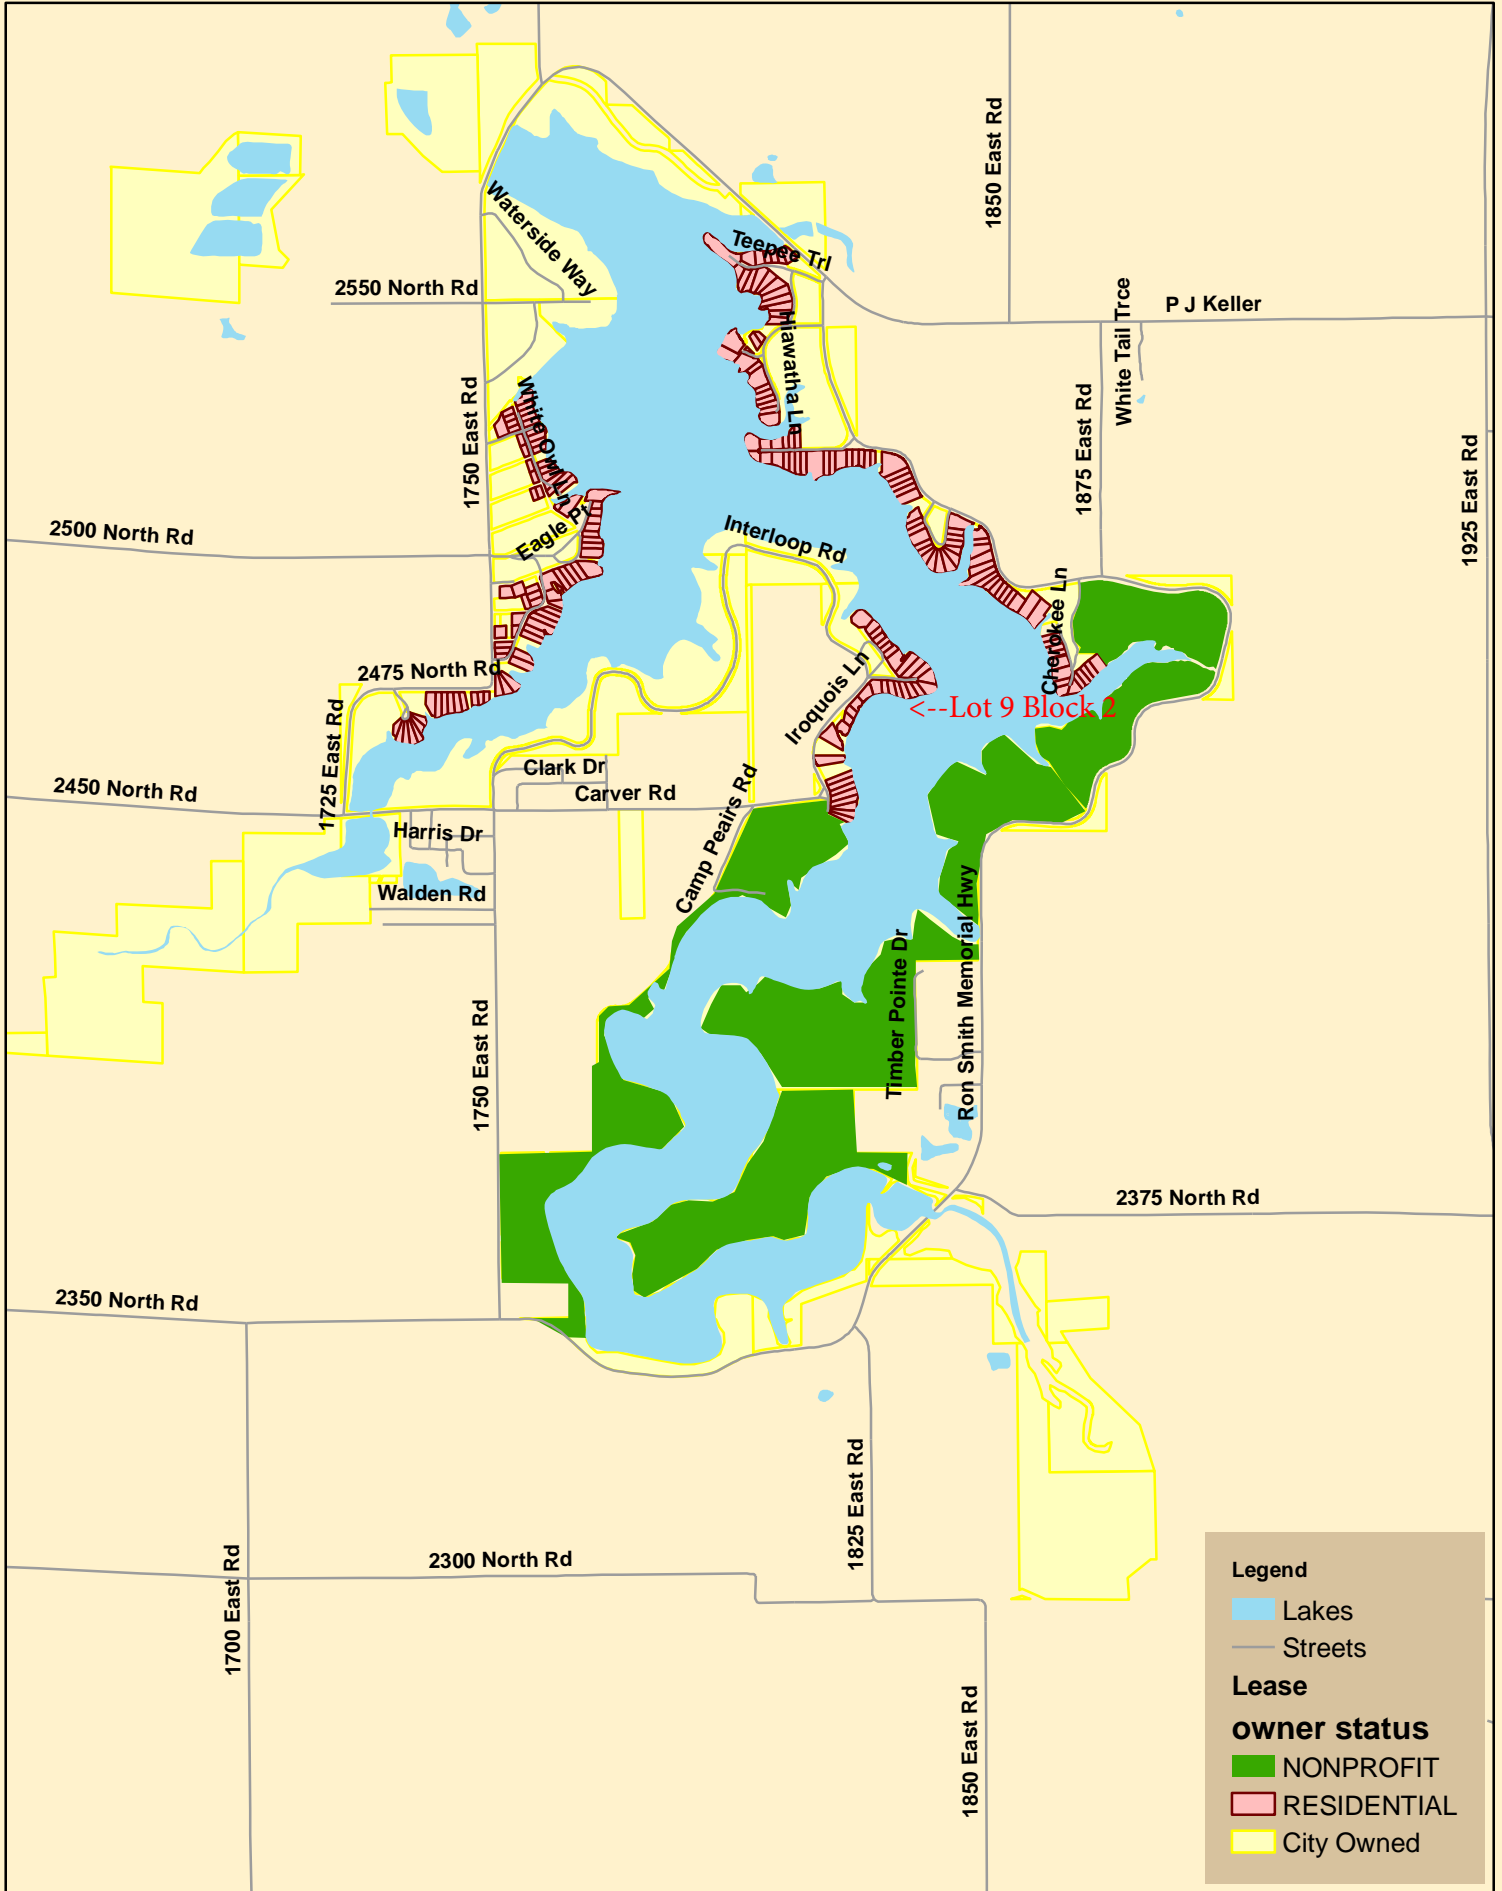 1850 East Rd
Waterside Way
Teepee Trl
2550 North Rd
P J Keller
White Tail Trce
Hiawatha Ln
1750 East Rd
White Owl Ln
1875 East Rd
1925 East Rd
2500 North Rd
Eagle Pt
Interloop Rd
Cherokee Ln
2475 North Rd
Iroquois Ln
<--Lot 9 Block 2
1725 East Rd
2450 North Rd
Clark Dr
Carver Rd
Camp Peairs Rd
Harris Dr
Walden Rd
Timber Pointe Dr
Ron Smith Memorial Hwy
1750 East Rd
2375 North Rd
2350 North Rd
1825 East Rd
2300 North Rd
1700 East Rd
1850 East Rd
Legend
Lakes
Streets
Lease
owner status
NONPROFIT
RESIDENTIAL
City Owned